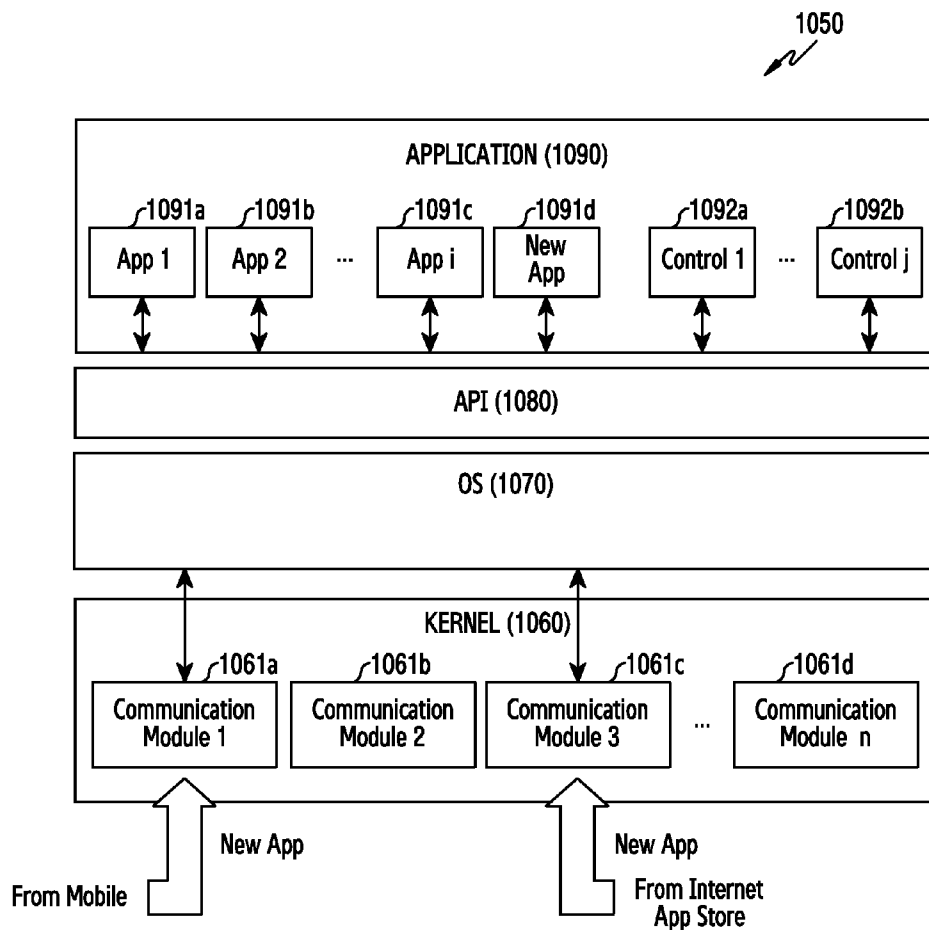 1050
APPLICATION (1090)
1091a
1091b
1091c
1091d
1092a
1092b
App 1
App 2
...
App i
New
App
Control 1
...
Control j
API (1080)
OS (1070)
KERNEL (1060)
1061a
1061b
1061c
1061d
Communication
Module 1
Communication
Module 2
Communication
Module 3
...
Communication
Module n
New App
From Mobile
New App
From Internet
App Store